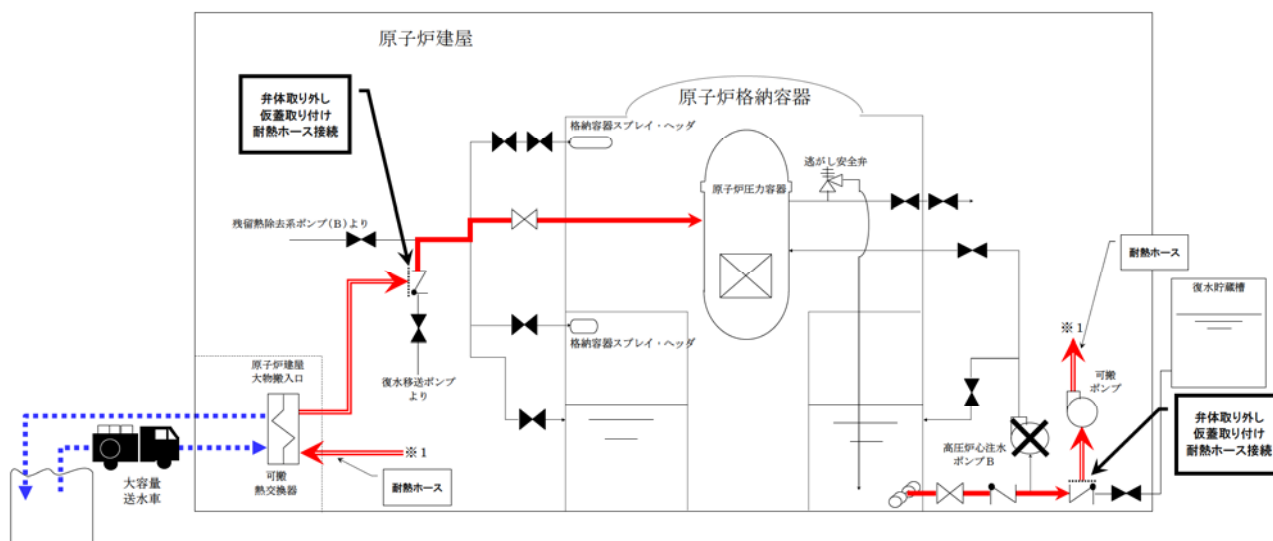 原子炉建屋
弁体取り外し
仮蓋取り付け
耐熱ホース接続
原子炉格納容器
格納容器スプレイ・ヘッダ
逃がし安全弁
原子炉圧力容器
残留熱除去系ポンプ(B)より
耐熱ホース
復水貯蔵槽
※1
格納容器スプレイ・ヘッダ
原子炉建屋
大物搬入口
復水移送ポンプ
より
可搬
ポンプ
弁体取り外し
仮蓋取り付け
耐熱ホース接続
高圧炉心注水
ポンプB
※1
大容量
送水車
可搬
熱交換器
耐熱ホース